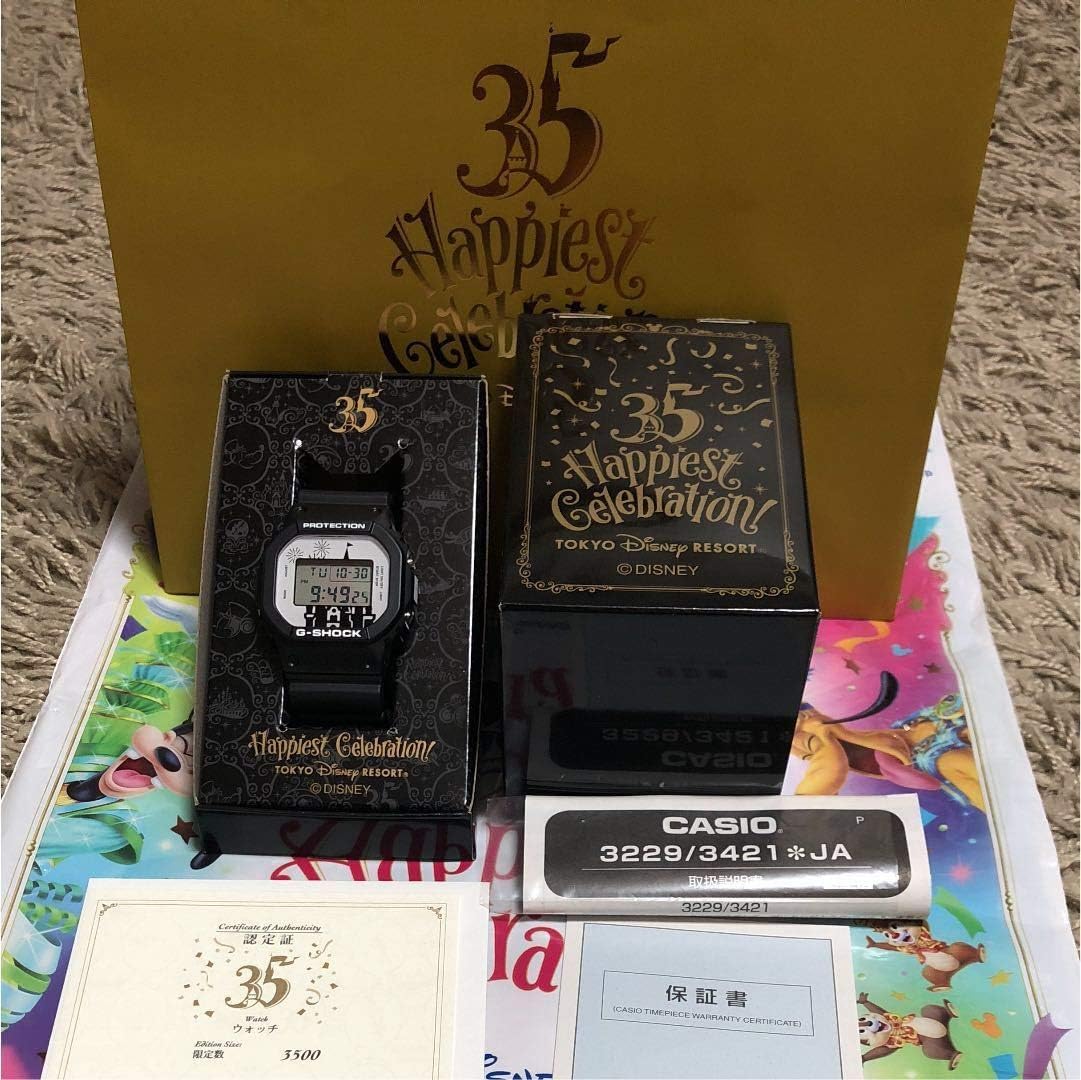 35
Happiest
Celebration
35
PROTECTION
TU 10-30
PM
9:49 25
G-SHOCK
Happiest Celebration!
TOKYO DISNEY RESORT®
©DISNEY
35
Happiest
Celebration!
TOKYO DISNEY RESORT®
©DISNEY
CASIO® P
3229/3421✻JA
取扱説明書
3229/3421
Certificate of Authenticity
認定証
35
Watch
ウォッチ
Edition Size:
限定数 3500
保証書
(CASIO TIMEPIECE WARRANTY CERTIFICATE)